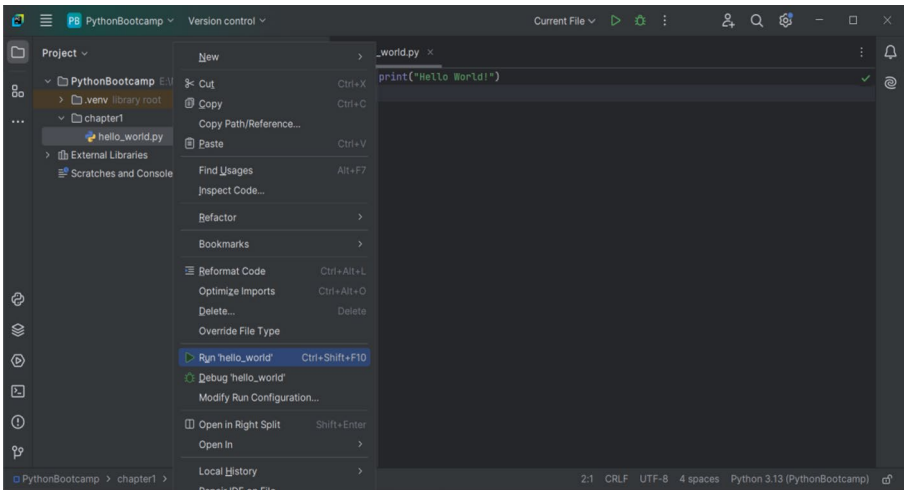 PB PythonBootcamp Version control Current File
Project
PythonBootcamp E:\
.venv library root
chapter1
hello_world.py
External Libraries
Scratches and Console
New
Cut Ctrl+X
Copy Ctrl+C
Copy Path/Reference...
Paste Ctrl+V
Find Usages Alt+F7
Inspect Code...
Refactor
Bookmarks
Reformat Code Ctrl+Alt+L
Optimize Imports Ctrl+Alt+O
Delete... Delete
Override File Type
Run 'hello_world' Ctrl+Shift+F10
Debug 'hello_world'
Modify Run Configuration...
Open in Right Split Shift+Enter
Open In
Local History
_world.py
print("Hello World!")
PythonBootcamp > chapter1 > 2:1 CRLF UTF-8 4 spaces Python 3.13 (PythonBootcamp)